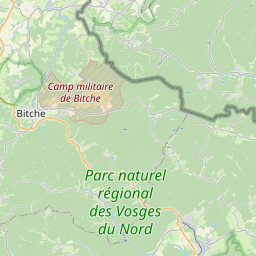 Camp militaire
de Bitche
Bitche
Parc naturel
régional
des Vosges
du Nord